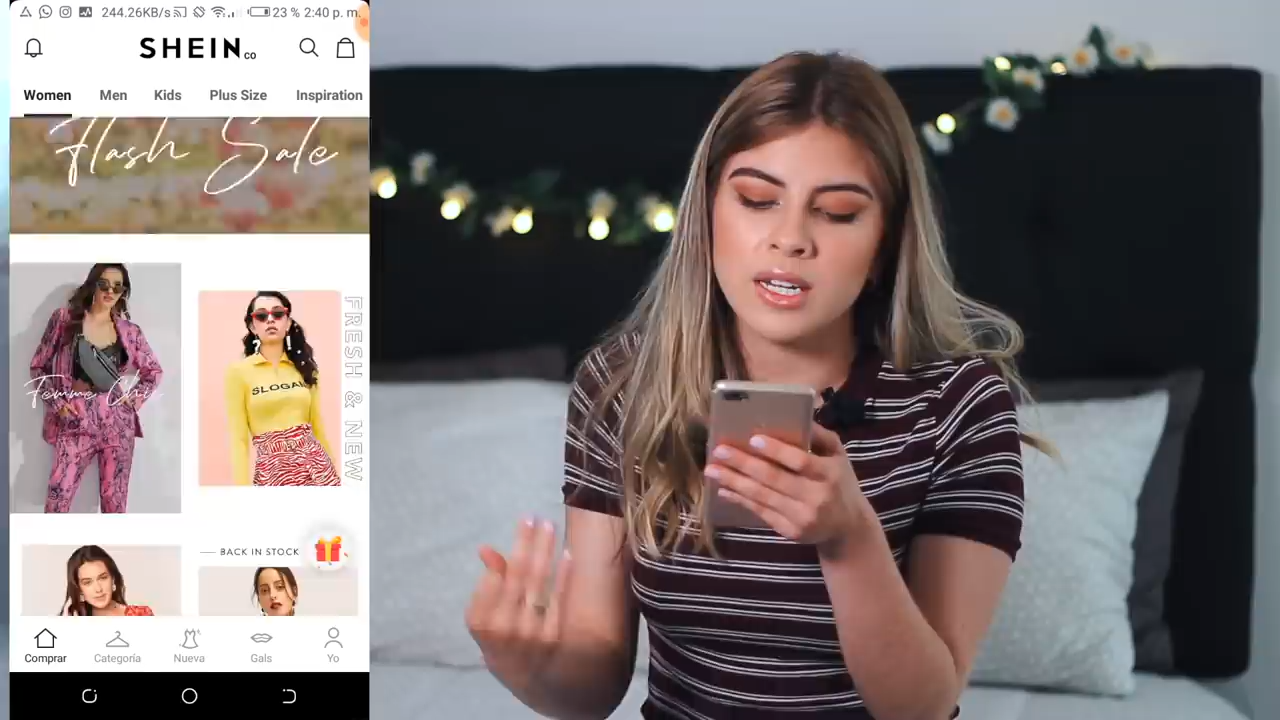 244.26KB/s 23 % 2:40 p. m.
SHEIN CO
Women Men Kids Plus Size Inspiration
Flash Sale
Femme Chic
SLOGAN
FRESH & NEW
BACK IN STOCK
Comprar Categoría Nueva Gals Yo